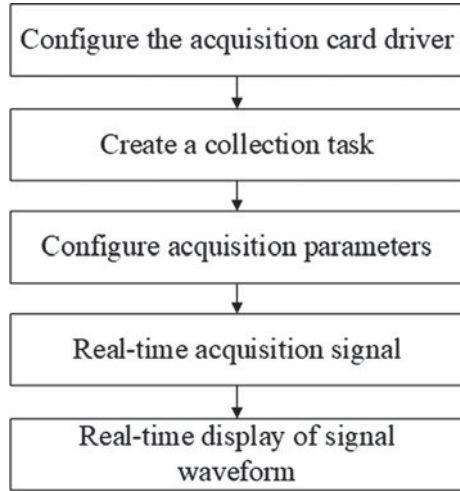 Configure the acquisition card driver
Create a collection task
Configure acquisition parameters
Real-time acquisition signal
Real-time display of signal
waveform